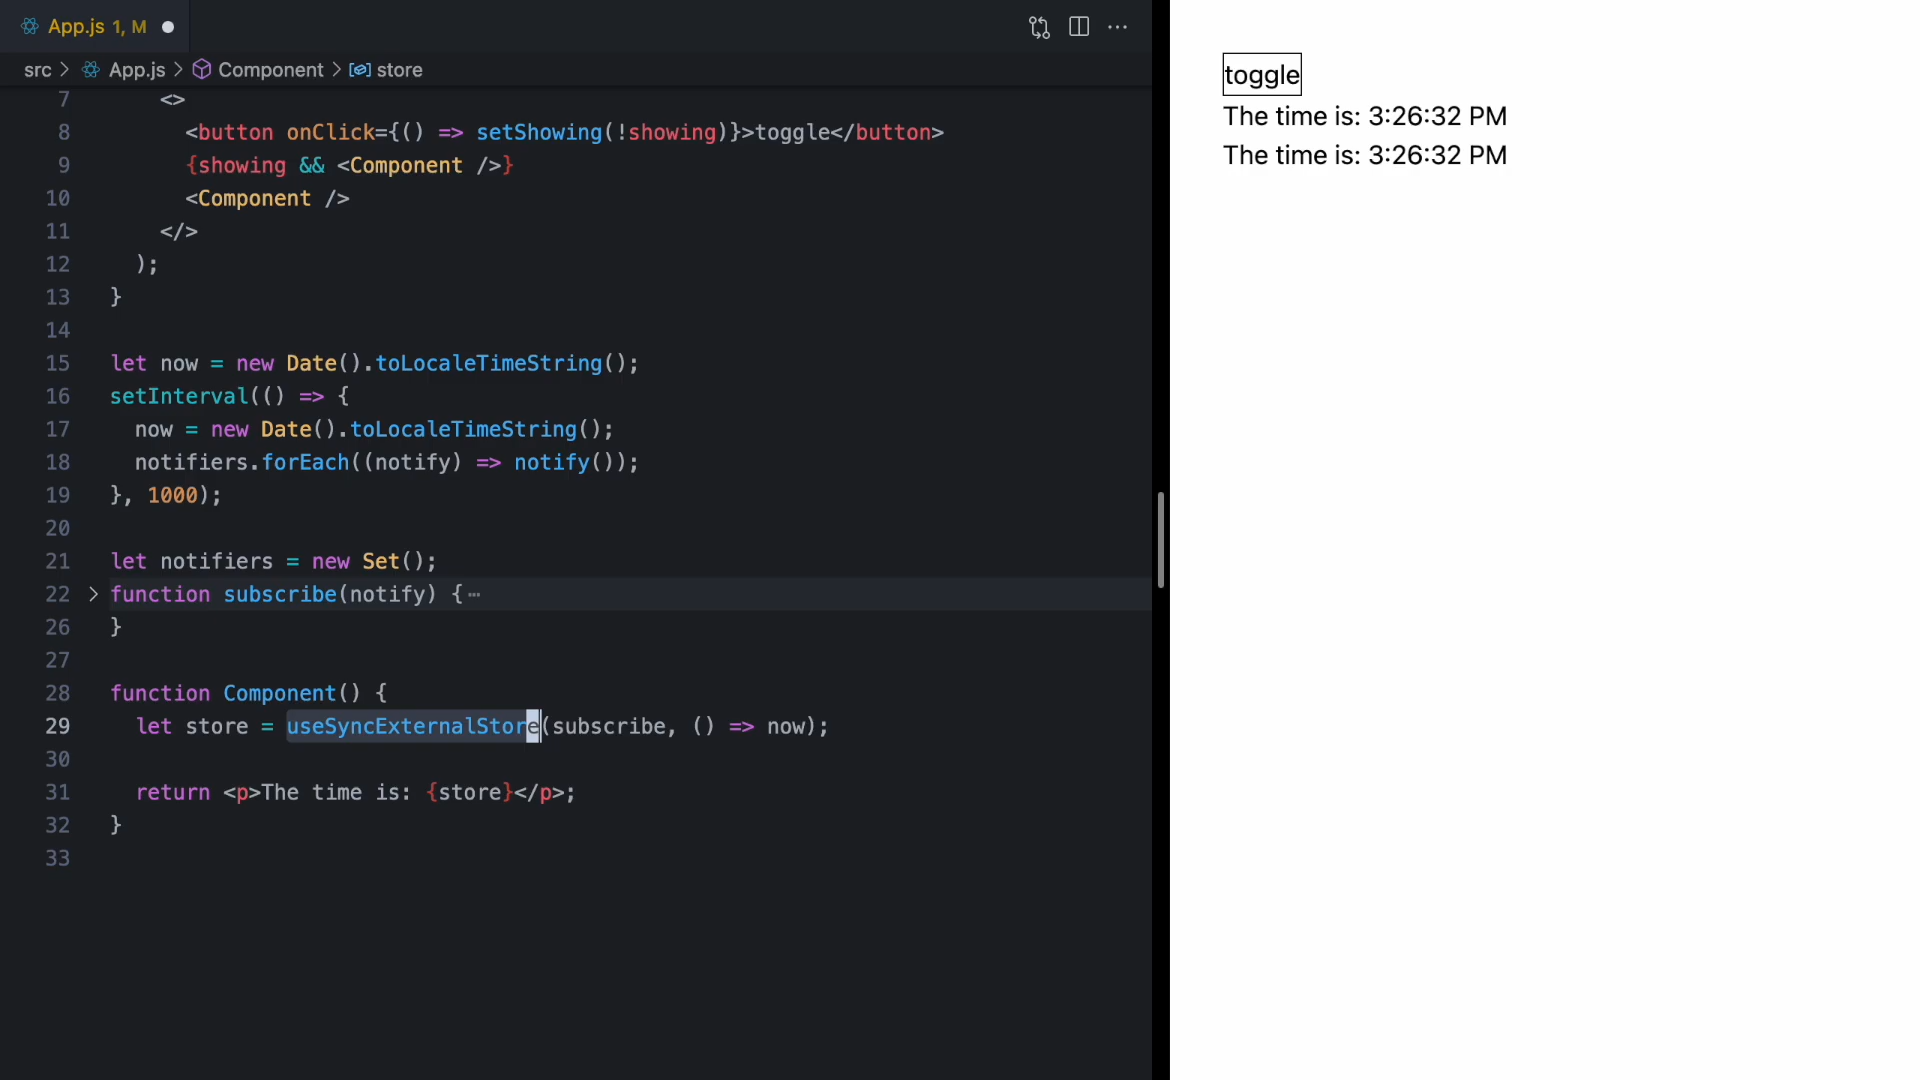 App.js 1, M
src > App.js > Component > store
7 <>
8 <button onClick={() => setShowing(!showing)}>toggle</button>
9 {showing && <Component />}
10 <Component />
11 </>
12 );
13 }
14
15 let now = new Date().toLocaleTimeString();
16 setInterval(() => {
17 now = new Date().toLocaleTimeString();
18 notifiers.forEach((notify) => notify());
19 }, 1000);
20
21 let notifiers = new Set();
22 function subscribe(notify) {⋯
26 }
27
28 function Component() {
29 let store = useSyncExternalStore(subscribe, () => now);
30
31 return <p>The time is: {store}</p>;
32 }
33
toggle
The time is: 3:26:32 PM
The time is: 3:26:32 PM